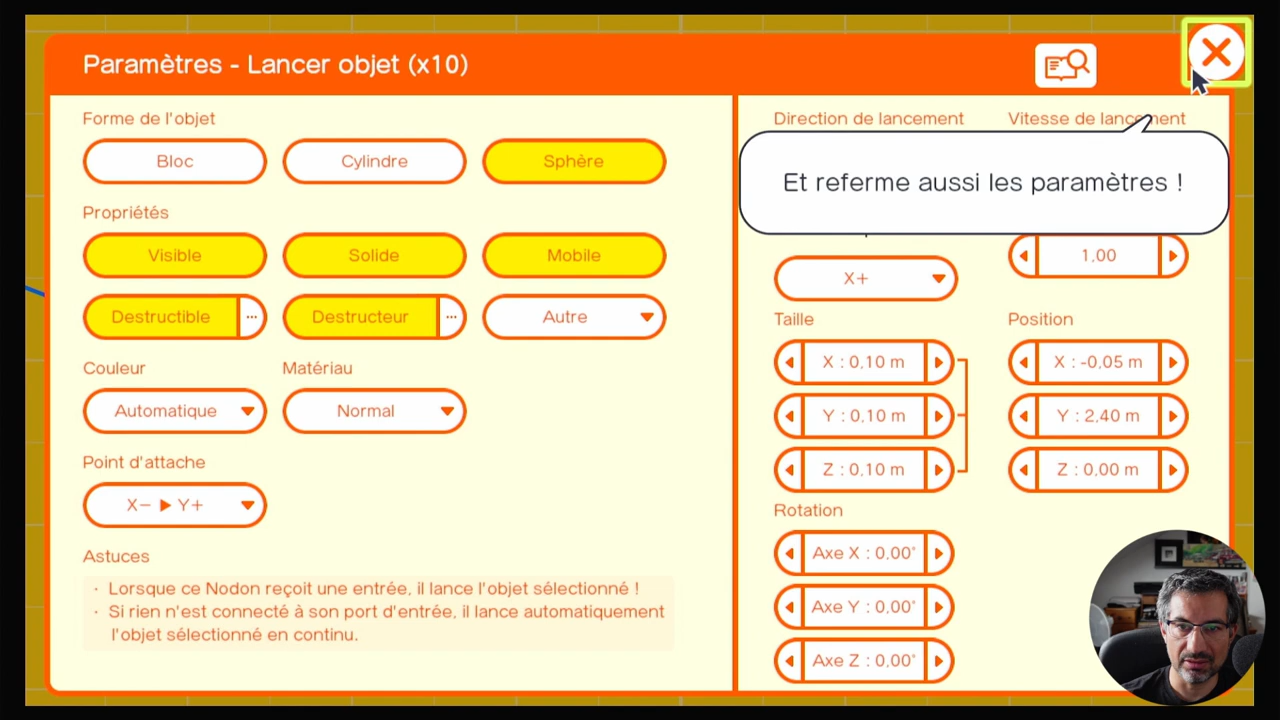 Paramètres - Lancer objet (x10)
Forme de l'objet
Bloc
Cylindre
Sphère
Propriétés
Visible
Solide
Mobile
Destructible
...
Destructeur
...
Autre
Couleur
Matériau
Automatique
Normal
Point d'attache
X- ▶ Y+
Astuces
· Lorsque ce Nodon reçoit une entrée, il lance l'objet sélectionné !
· Si rien n'est connecté à son port d'entrée, il lance automatiquement
l'objet sélectionné en continu.
Direction de lancement
Vitesse de lancement
Et referme aussi les paramètres !
1,00
X+
Taille
Position
X : 0,10 m
X : -0,05 m
Y : 0,10 m
Y : 2,40 m
Z : 0,10 m
Z : 0,00 m
Rotation
Axe X : 0,00°
Axe Y : 0,00°
Axe Z : 0,00°